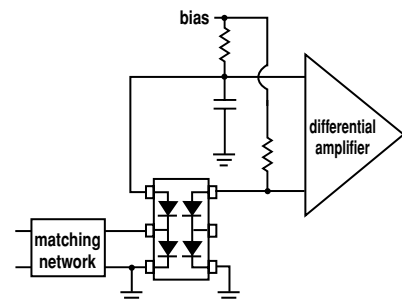 bias
differential
amplifier
matching
network